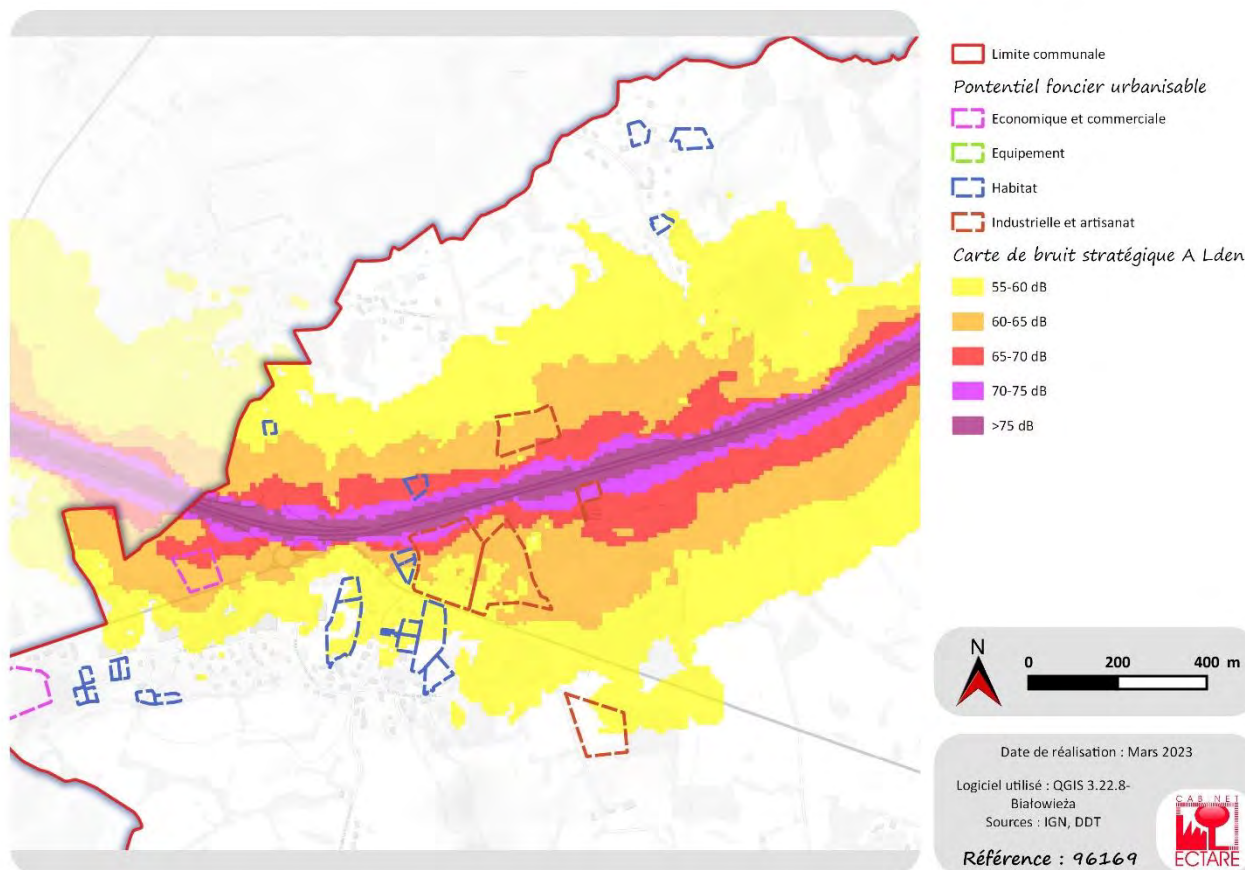 Limite communale
Pontentiel foncier urbanisable
Economique et commerciale
Equipement
Habitat
Industrielle et artisanat
Carte de bruit stratégique A Lden
55-60 dB
60-65 dB
65-70 dB
70-75 dB
>75 dB
N
0 200 400 m
Date de réalisation : Mars 2023
Logiciel utilisé : QGIS 3.22.8-
Białowieża
Sources : IGN, DDT
Référence : 96169
CABINET
ECTARE